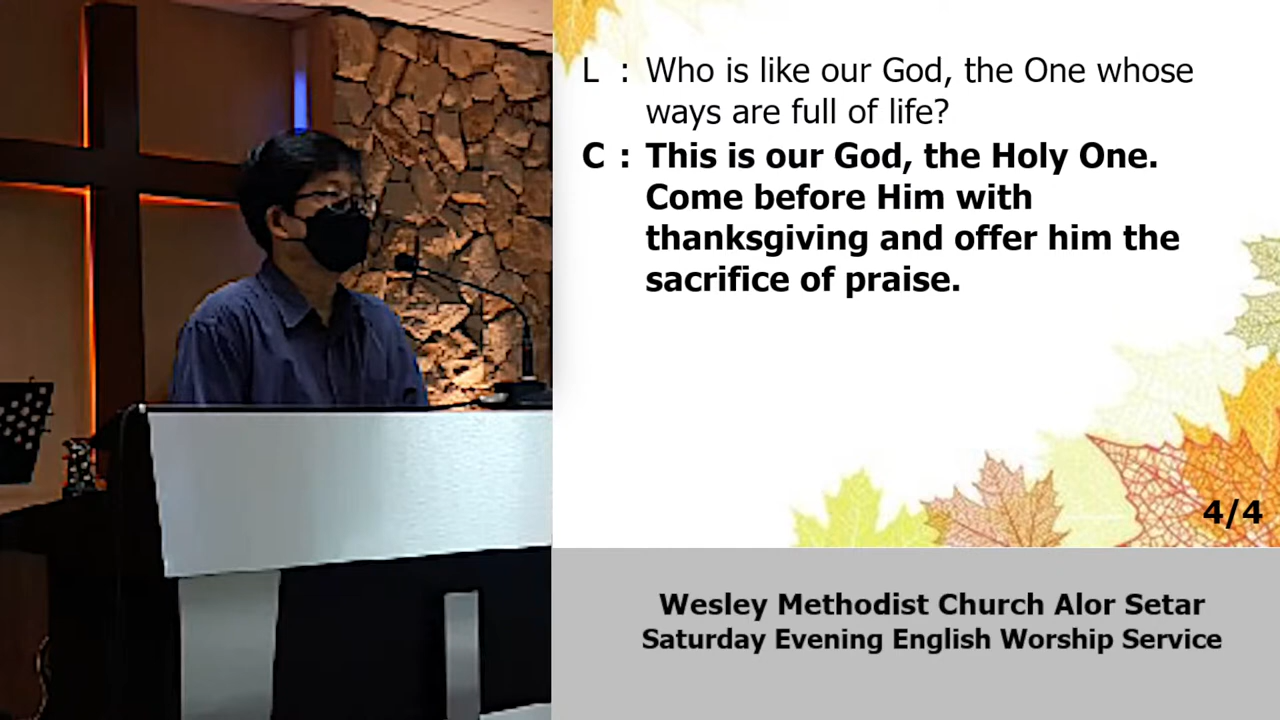 L : Who is like our God, the One whose
ways are full of life?
C : This is our God, the Holy One.
Come before Him with
thanksgiving and offer him the
sacrifice of praise.
4/4
Wesley Methodist Church Alor Setar
Saturday Evening English Worship Service